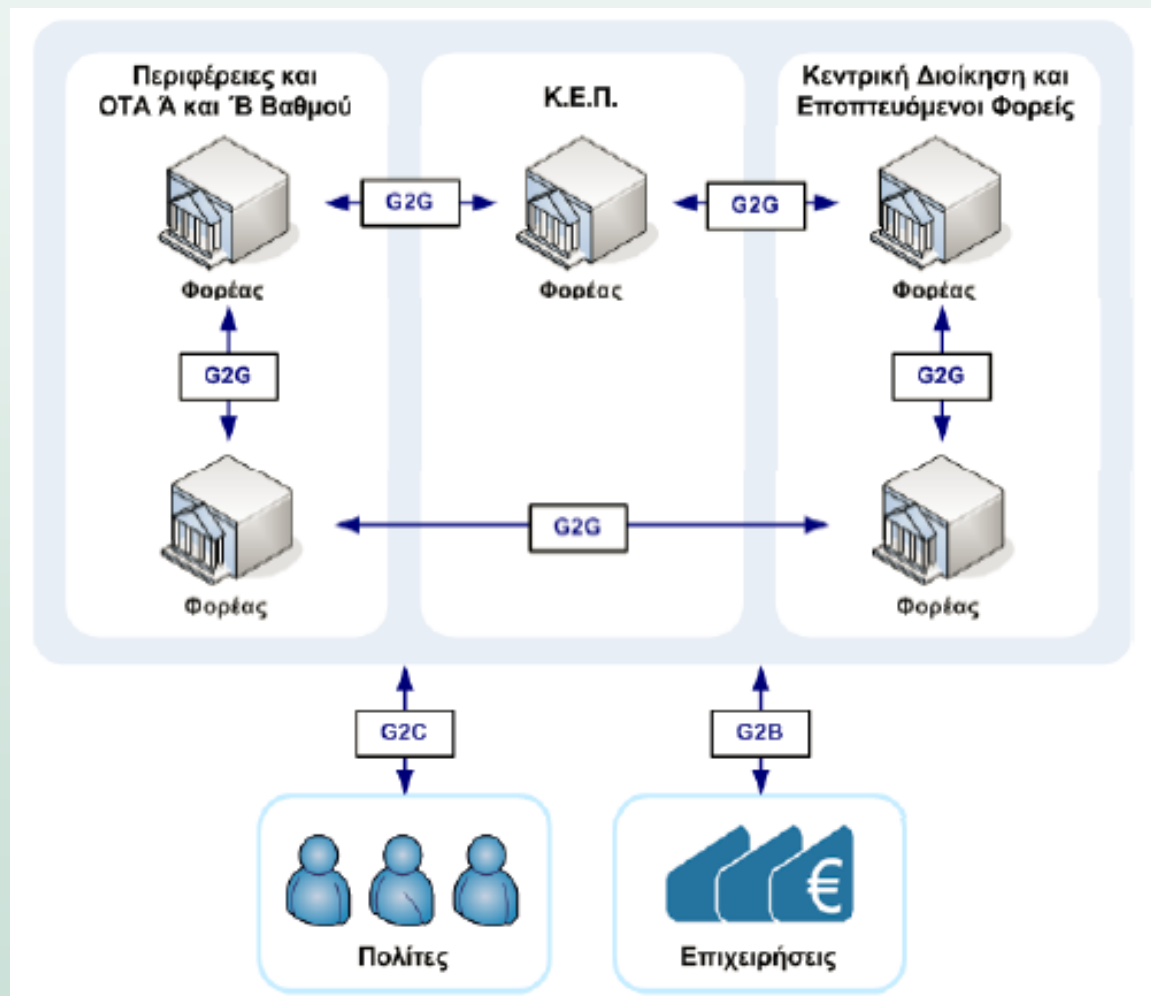 Περιφέρειες και
ΟΤΑ Ά και Ήβ Βαθμού
Κ.Ε.Π.
Κεντρική Διοίκηση και
Εποπτευόμενοι Φορείς
G2G
G2G
Φορέας
Φορέας
Φορέας
G2G
G2G
G2G
Φορέας
Φορέας
G2C
G2B
€
Πολίτες
Επιχειρήσεις